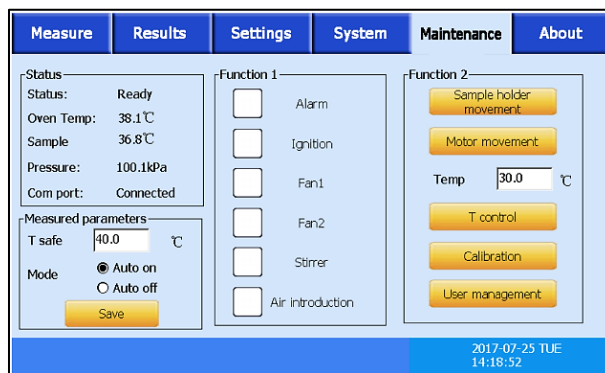 Measure Results Settings System Maintenance About
Status
Status: Ready
Oven Temp: 38.1℃
Sample 36.8℃
Pressure: 100.1kPa
Com port: Connected
Measured parameters
T safe 40.0 ℃
Mode Auto on
Auto off
Save
Function 1
Alarm
Ignition
Fan1
Fan2
Stirrer
Air introduction
Function 2
Sample holder
movement
Motor movement
Temp 30.0 ℃
T control
Calibration
User management
2017-07-25 TUE
14:18:52